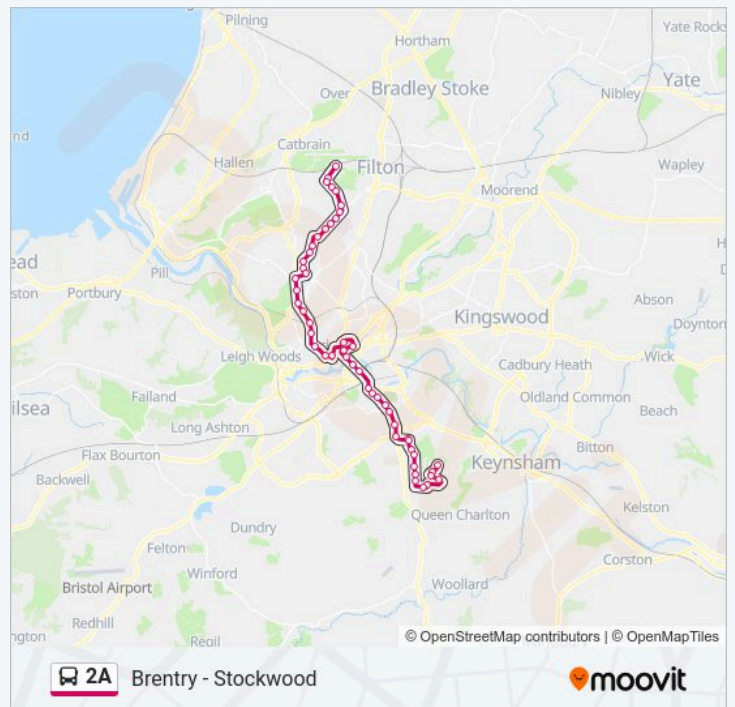 Pilning
Yate Rocks
Hortham
Yate
Over
Bradley Stoke
Nibley
nd
Catbrain
Hallen
Filton
Wapley
Moorend
H
D
ead
Pill
ston
Portbury
Abson
Kingswood
Doynton
Leigh Woods
Wick
Cadbury Heath
Failand
Oldland Common
ilsea
Beach
Long Ashton
Bitton
Flax Bourton
Keynsham
Backwell
Kelston
Queen Charlton
Dundry
Felton
Corston
Winford
Woollard
Bristol Airport
Redhill
ngton
Regil
© OpenStreetMap contributors | © OpenMapTiles
2A Brentry - Stockwood
moovit